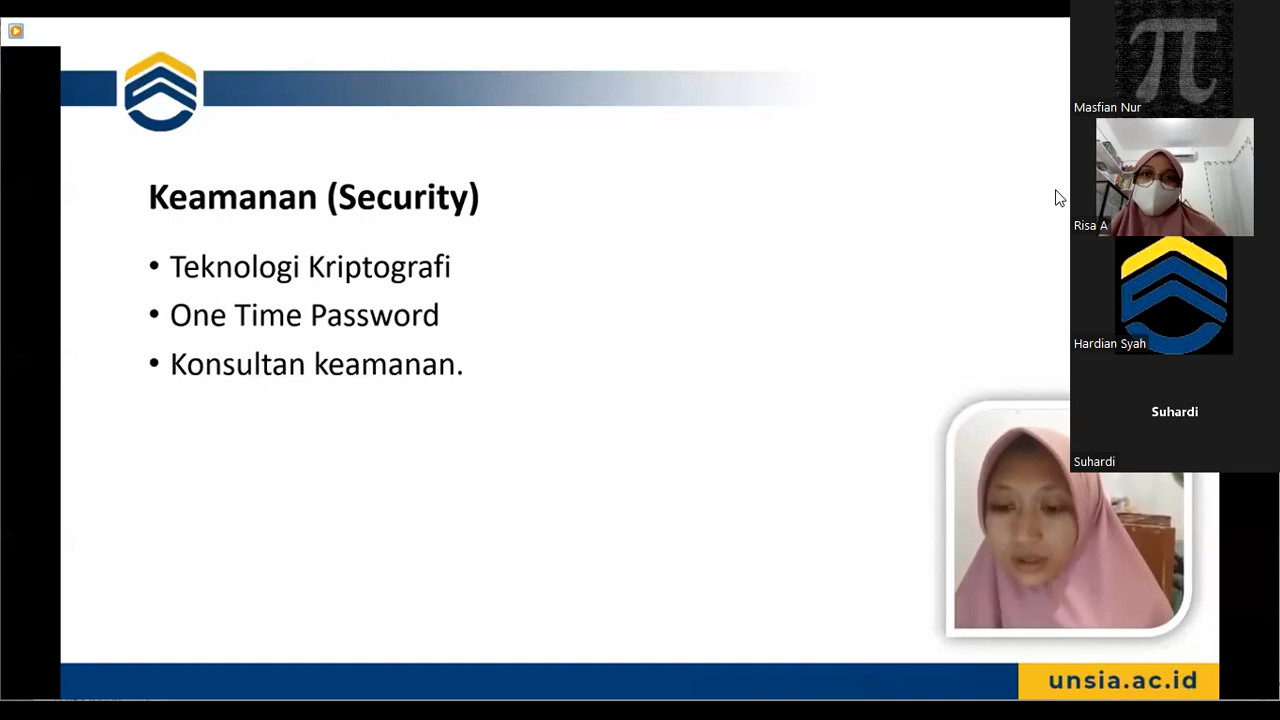 Keamanan (Security)
• Teknologi Kriptografi
• One Time Password
• Konsultan keamanan.
unsia.ac.id
Masfian Nur
Risa A
Hardian Syah
Suhardi
Suhardi